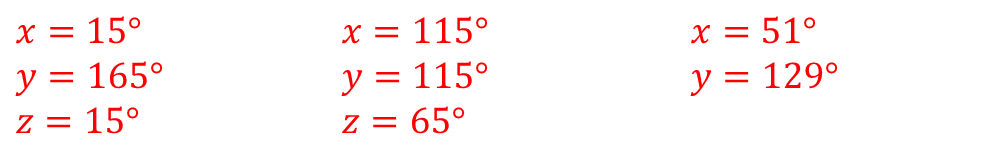 x = 15°
y = 165°
z = 15°
x = 115°
y = 115°
z = 65°
x = 51°
y = 129°